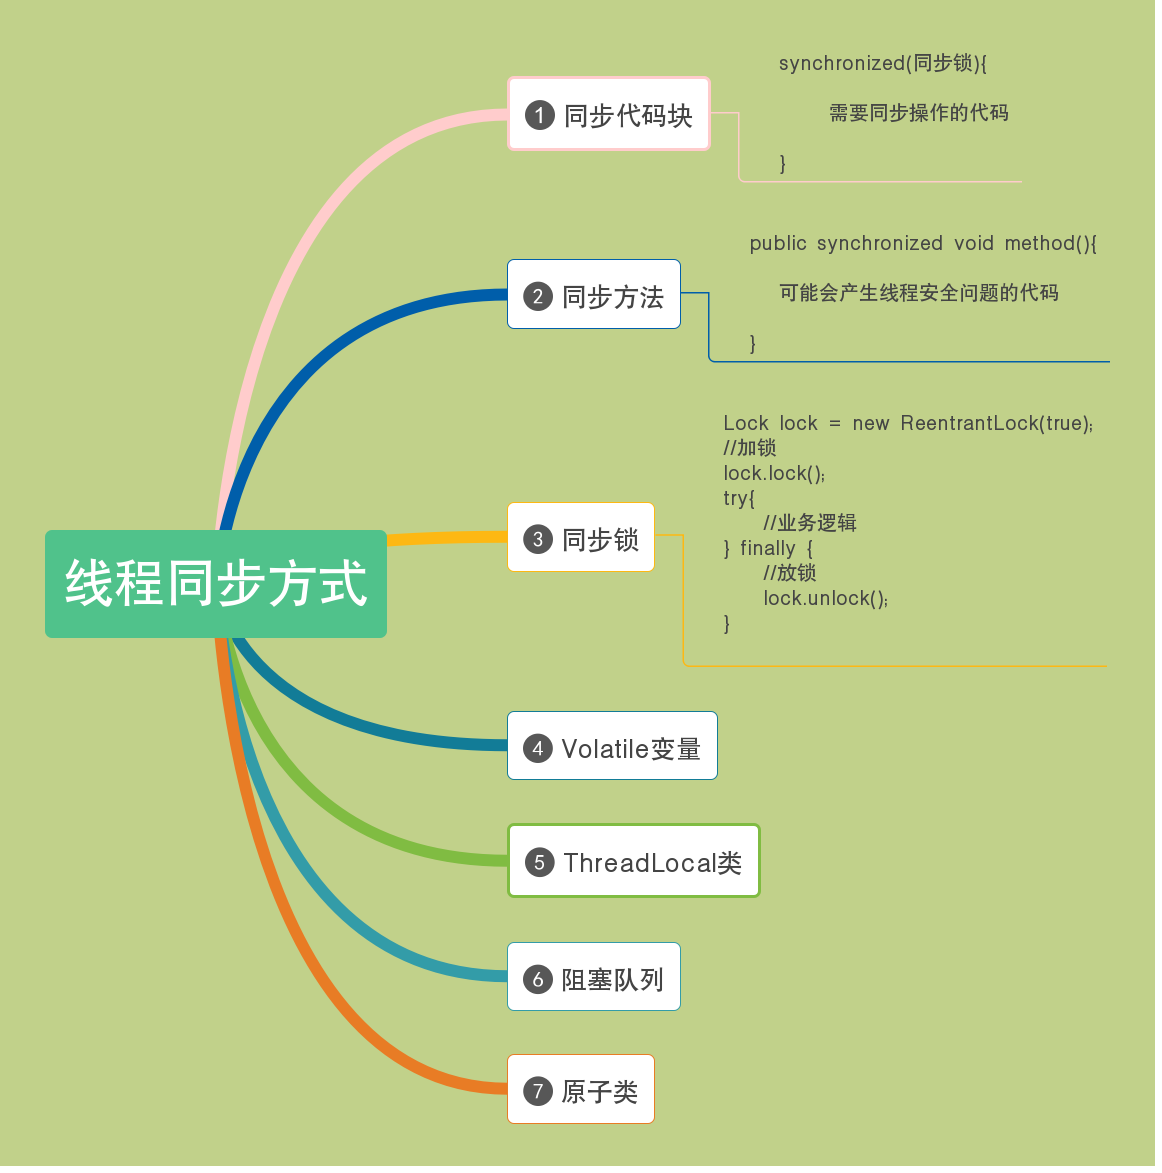 线程同步方式
1 同步代码块
synchronized(同步锁){
需要同步操作的代码
}
2 同步方法
public synchronized void method(){
可能会产生线程安全问题的代码
}
3 同步锁
Lock lock = new ReentrantLock(true);
//加锁
lock.lock();
try{
//业务逻辑
} finally {
//放锁
lock.unlock();
}
4 Volatile变量
5 ThreadLocal类
6 阻塞队列
7 原子类